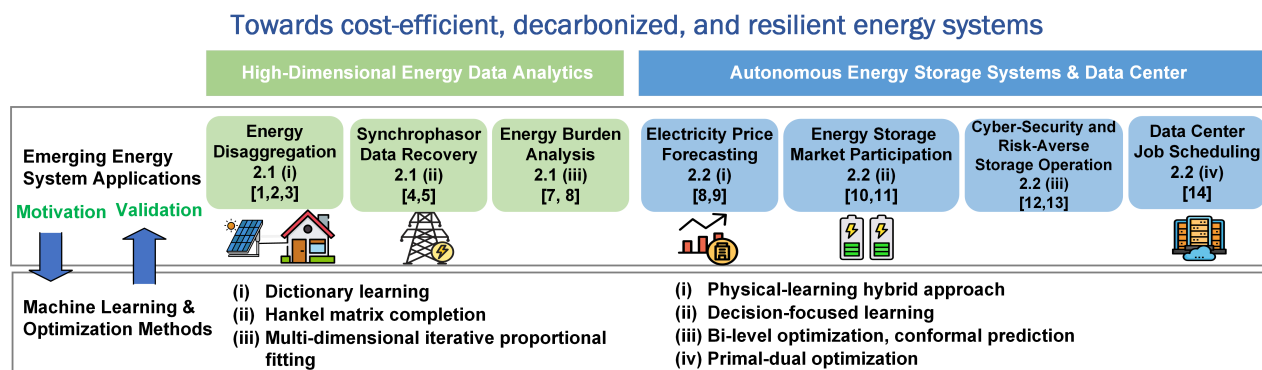 Towards cost-efficient, decarbonized, and resilient energy systems
High-Dimensional Energy Data Analytics
Autonomous Energy Storage Systems & Data Center
Emerging Energy
System Applications
Motivation
Validation
Energy
Disaggregation
2.1 (i)
[1,2,3]
Synchrophasor
Data Recovery
2.1 (ii)
[4,5]
Energy Burden
Analysis
2.1 (iii)
[7, 8]
Electricity Price
Forecasting
2.2 (i)
[8,9]
Energy Storage
Market Participation
2.2 (ii)
[10,11]
Cyber-Security and
Risk-Averse
Storage Operation
2.2 (iii)
[12,13]
Data Center
Job Scheduling
2.2 (iv)
[14]
Machine Learning &
Optimization Methods
(i) Dictionary learning
(ii) Hankel matrix completion
(iii) Multi-dimensional iterative proportional
fitting
(i) Physical-learning hybrid approach
(ii) Decision-focused learning
(iii) Bi-level optimization, conformal prediction
(iv) Primal-dual optimization